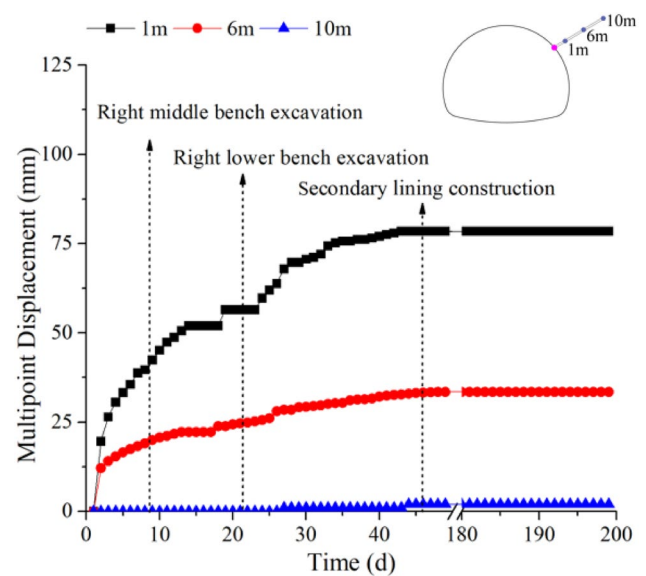 1m 6m 10m
10m
6m
1m
125
100
75
50
25
0
Multipoint Displacement (mm)
Right middle bench excavation
Right lower bench excavation
Secondary lining construction
0 10 20 30 40 180 190 200
Time (d)